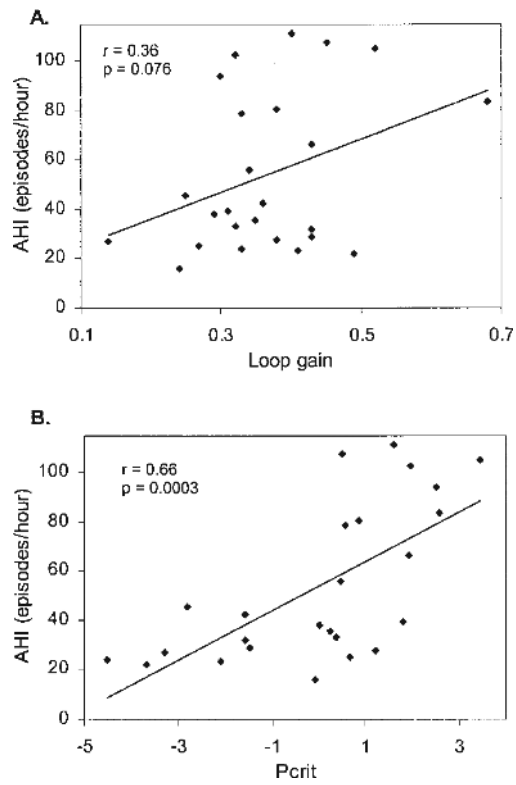 A.
r = 0.36
p = 0.076
AHI (episodes/hour)
100
80
60
40
20
0
0.1 0.3 0.5 0.7
Loop gain
B.
r = 0.66
p = 0.0003
AHI (episodes/hour)
100
80
60
40
20
0
-5 -3 -1 1 3
Pcrit